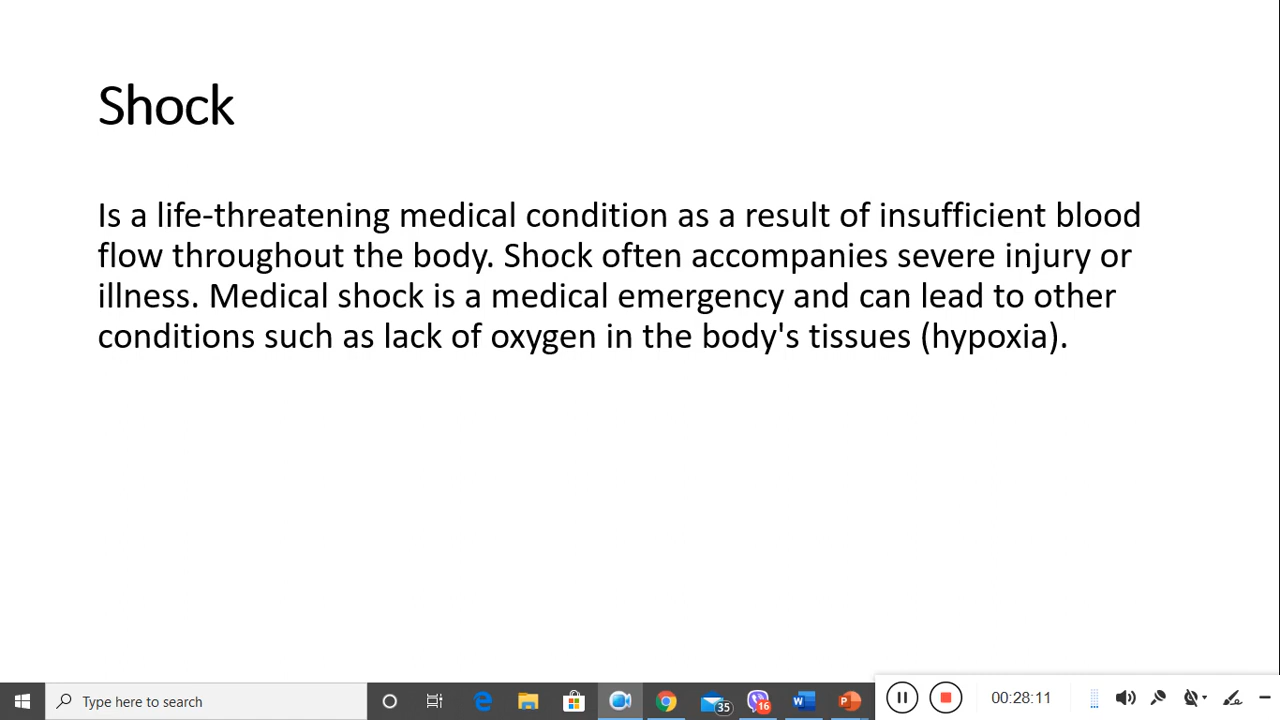 Shock
Is a life-threatening medical condition as a result of insufficient blood
flow throughout the body. Shock often accompanies severe injury or
illness. Medical shock is a medical emergency and can lead to other
conditions such as lack of oxygen in the body's tissues (hypoxia).
Type here to search
35
16
00:28:11